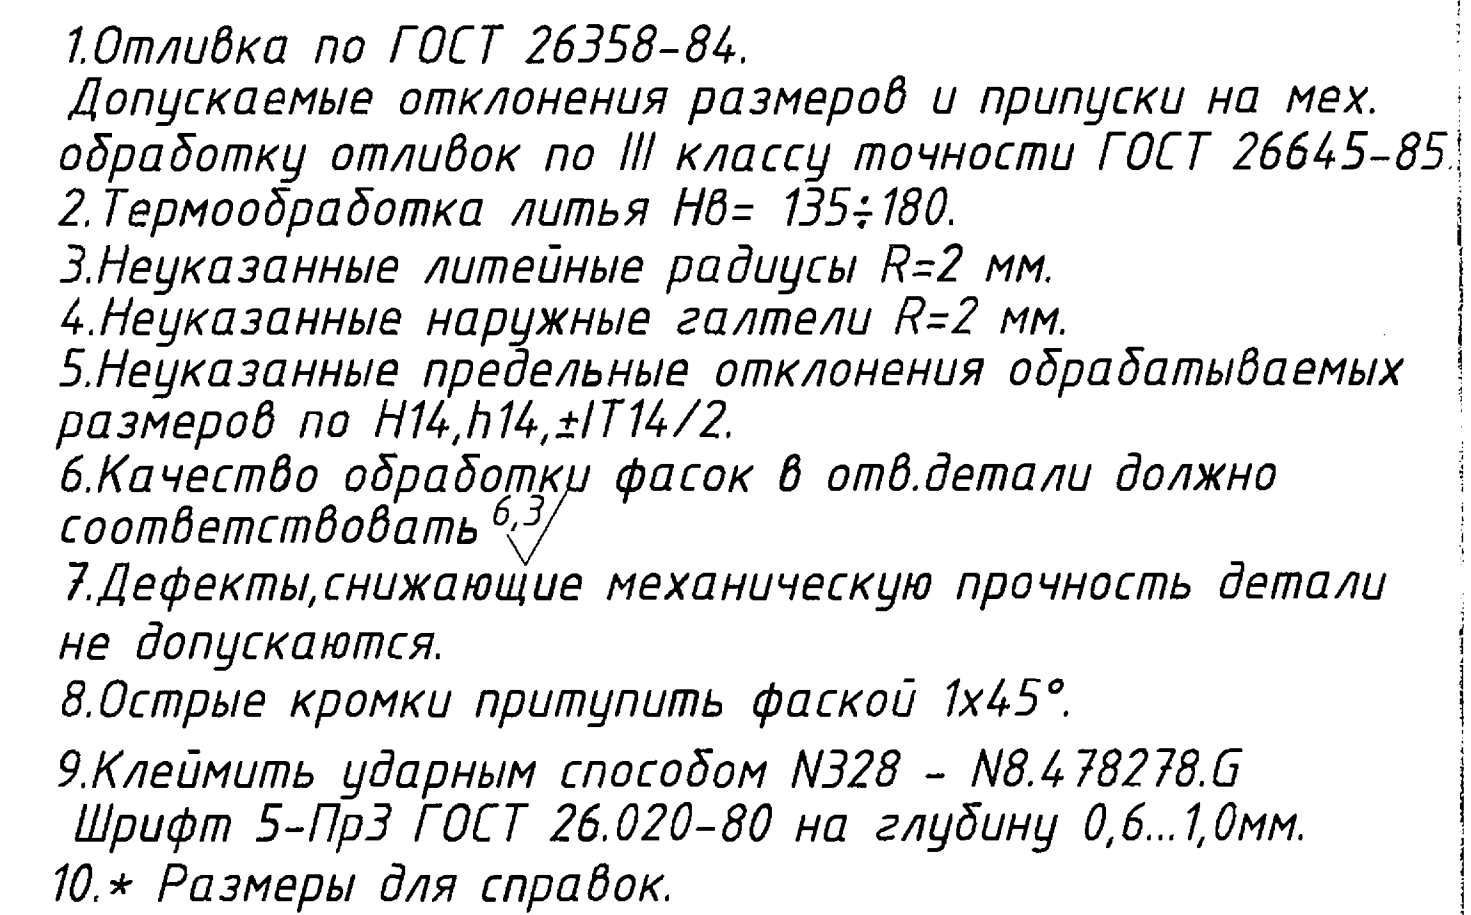 1.Отливка по ГОСТ 26358-84.
Допускаемые отклонения размеров и припуски на мех.
обработку отливок по III классу точности ГОСТ 26645-85.
2.Термообработка литья Нв= 135÷180.
3.Неуказанные литейные радиусы R=2 мм.
4.Неуказанные наружные галтели R=2 мм.
5.Неуказанные предельные отклонения обрабатываемых
размеров по Н14,h14,±IT14/2.
6.Качество обработки фасок в отв.детали должно
соответствовать 6,3
7.Дефекты,снижающие механическую прочность детали
не допускаются.
8.Острые кромки притупить фаской 1х45°.
9.Клеймить ударным способом N328 - N8.478278.G
Шрифт 5-Пр3 ГОСТ 26.020-80 на глубину 0,6...1,0мм.
10.* Размеры для справок.